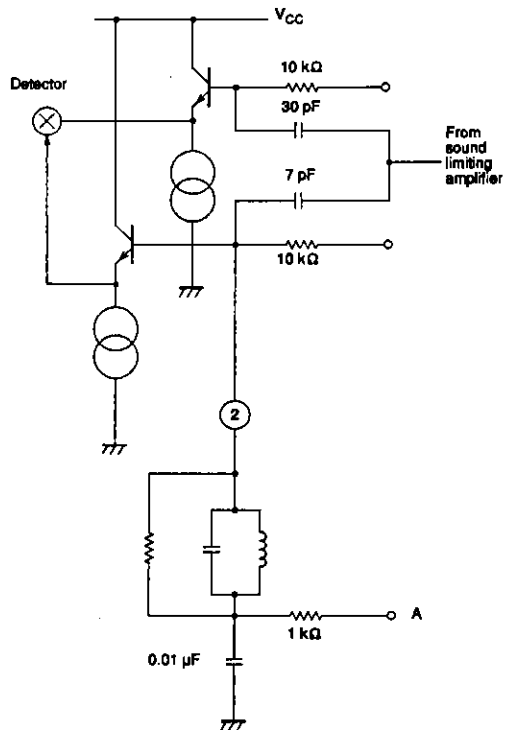 VCC
10 kΩ
Detector
30 pF
From
sound
limiting
amplifier
7 pF
10 kΩ
2
A
1 kΩ
0.01 µF